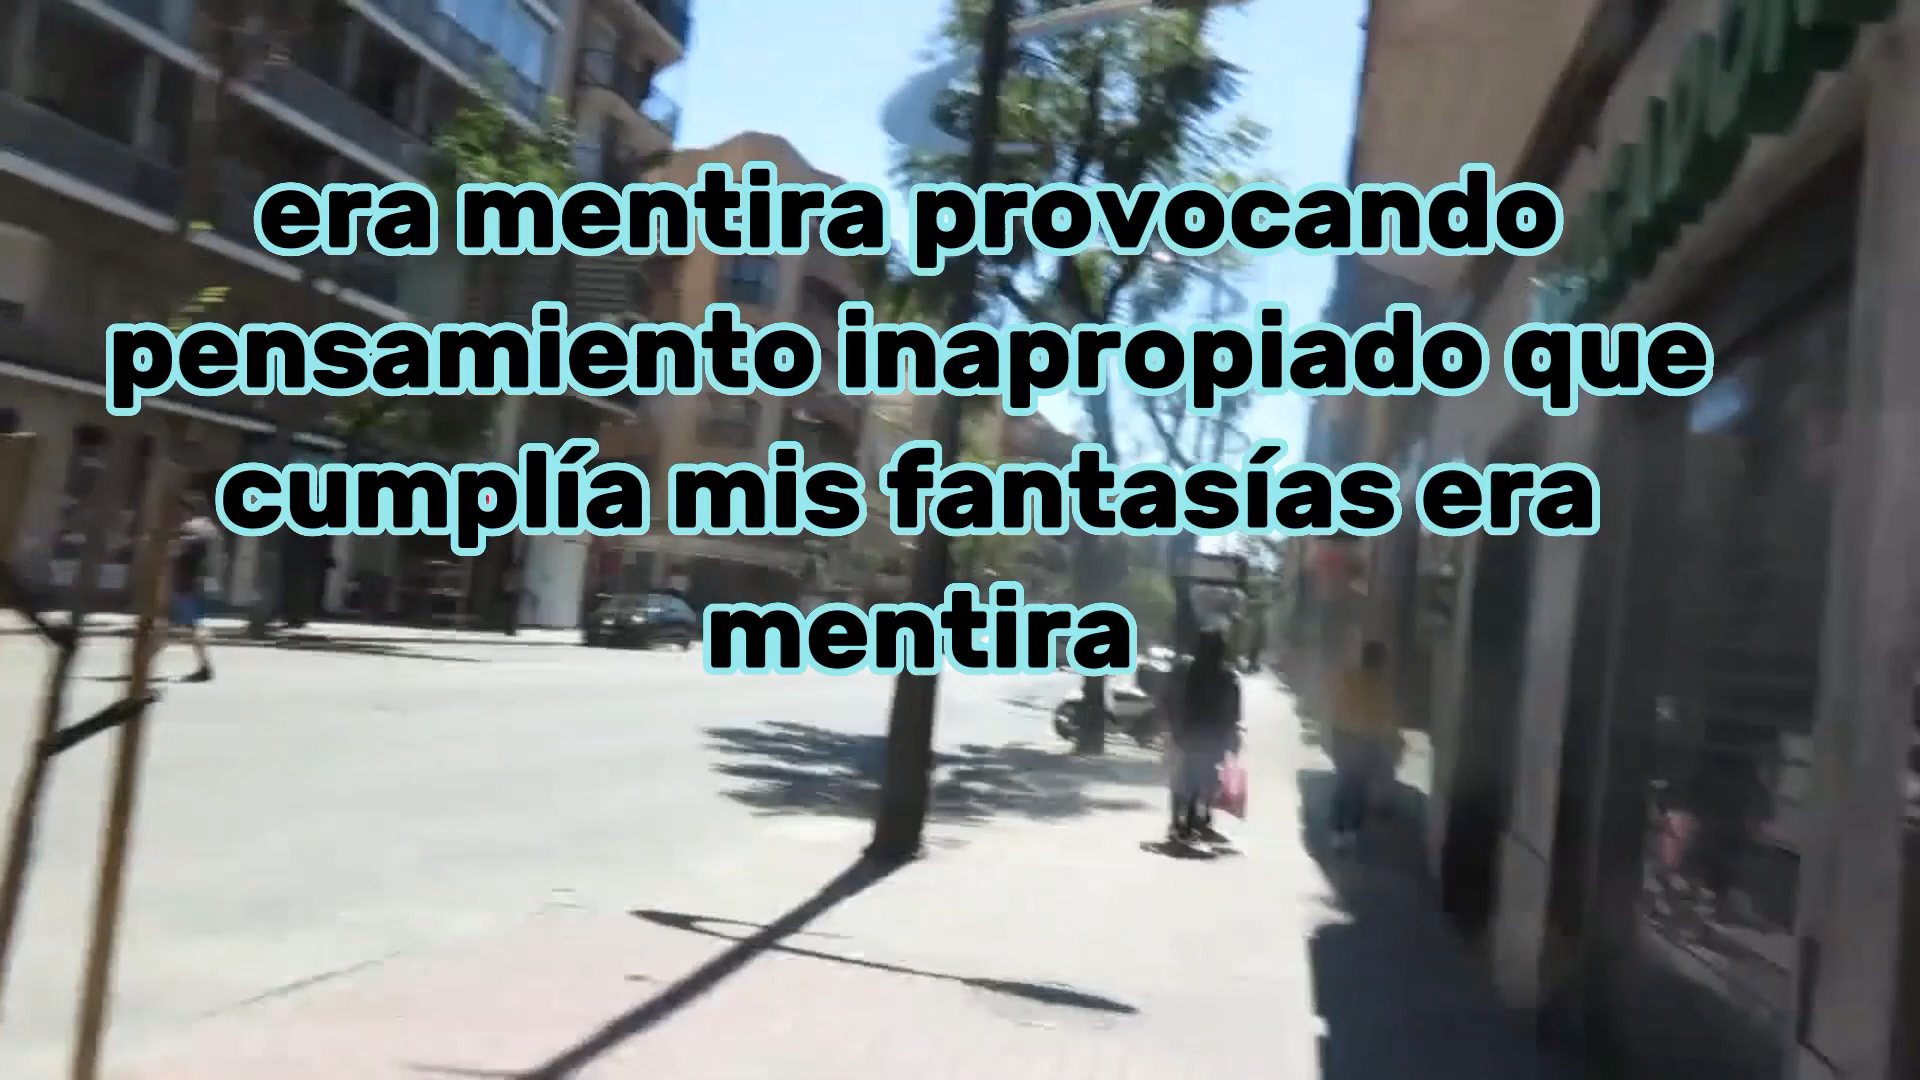 era mentira provocando
pensamiento inapropiado que
cumplía mis fantasías era
mentira